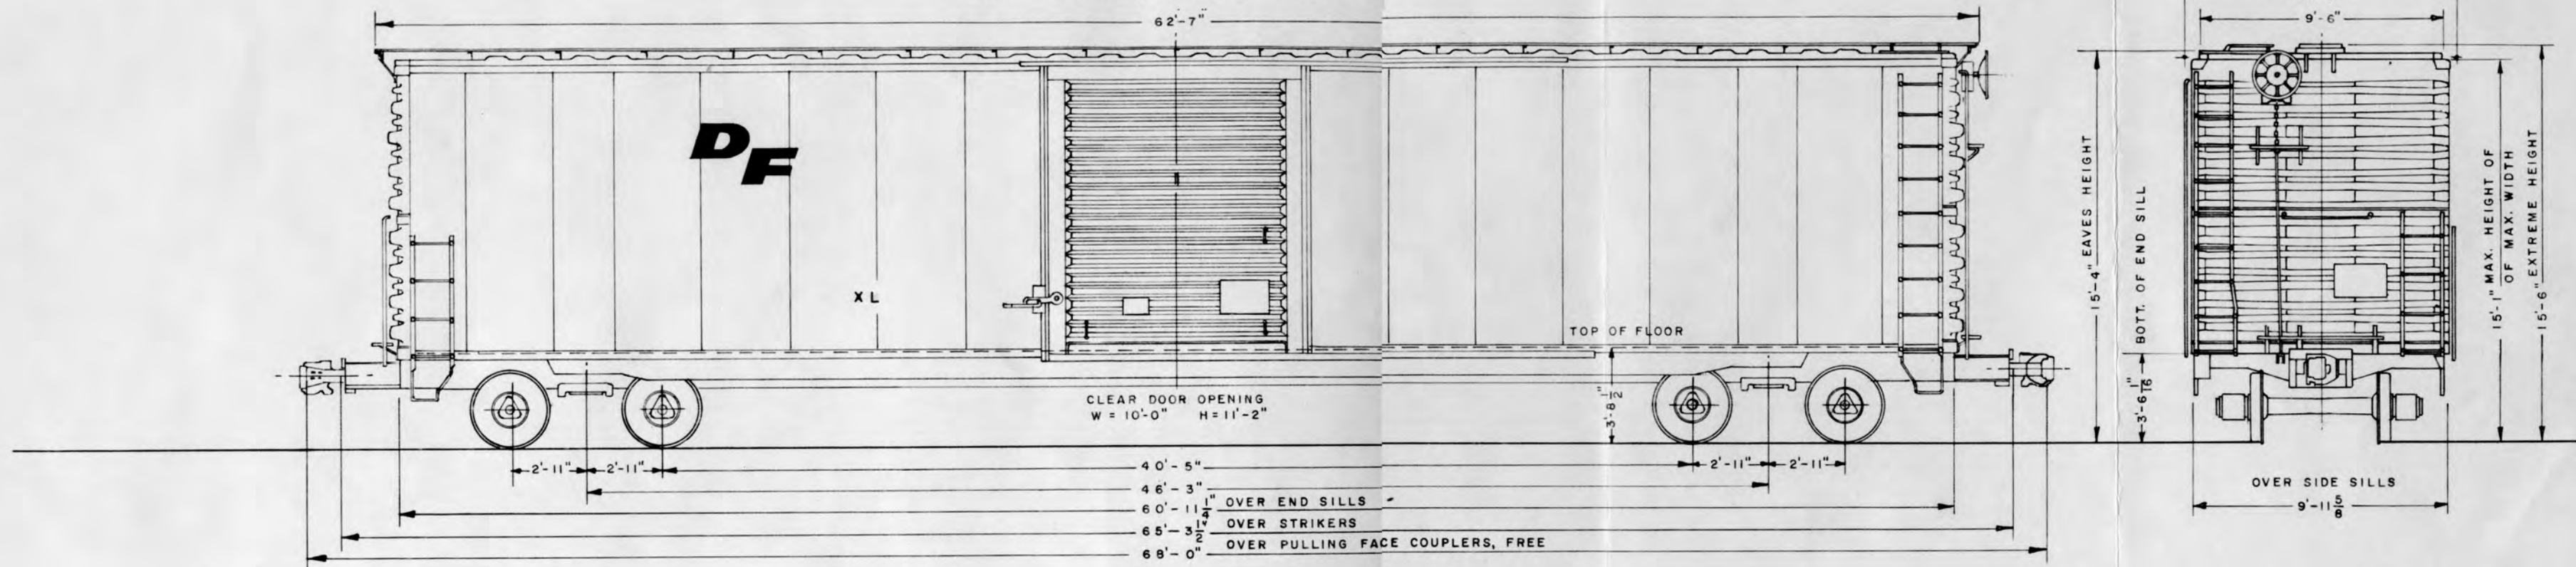 62'-7"
9'-6"
DF
XL
TOP OF FLOOR
CLEAR DOOR OPENING
W = 10'-0" H = 11'-2"
3'-8 1/2"
15'-4" EAVES HEIGHT
BOTT. OF END SILL
3'-6 1/16"
15'-1" MAX. HEIGHT OF
OF MAX. WIDTH
15'-6" EXTREME HEIGHT
2'-11" 2'-11" 40'-5" 2'-11" 2'-11"
46'-3"
60'-11 1/4" OVER END SILLS
65'-3 1/2" OVER STRIKERS
68'-0" OVER PULLING FACE COUPLERS, FREE
OVER SIDE SILLS
9'-11 5/8